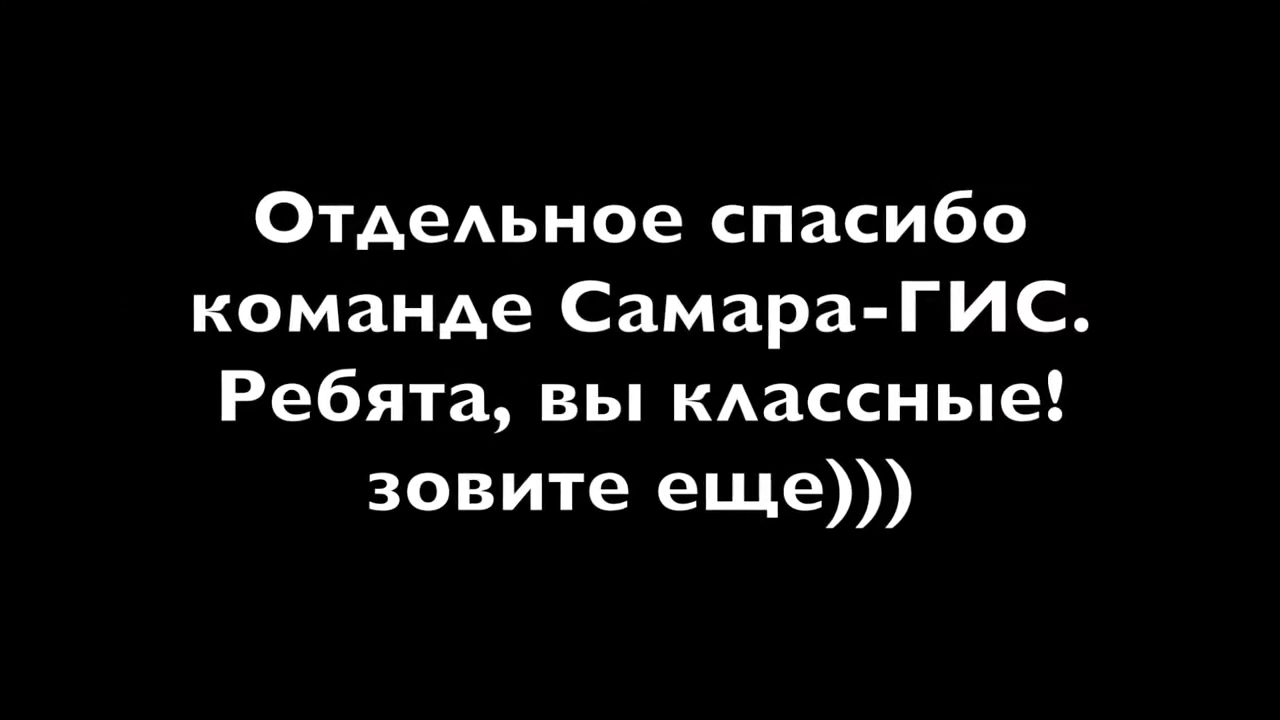 Отдельное спасибо
команде Самара-ГИС.
Ребята, вы классные!
зовите еще)))